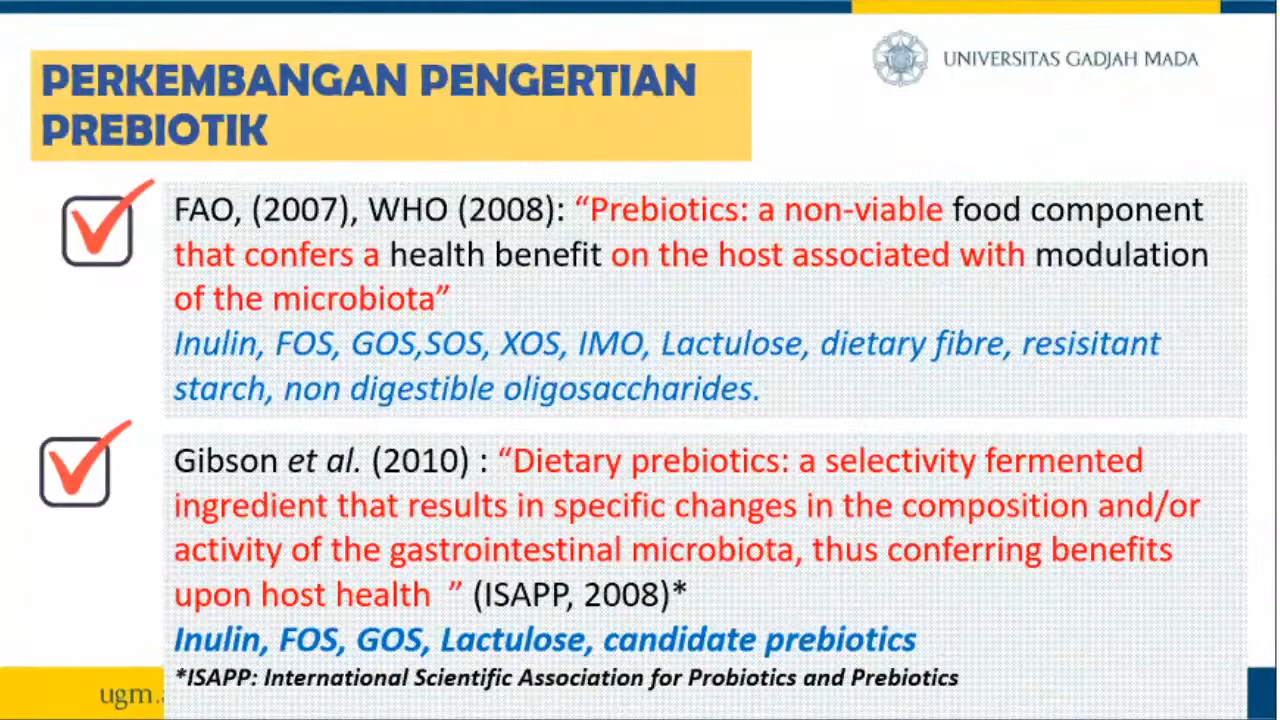 UNIVERSITAS GADJAH MADA
PERKEMBANGAN PENGERTIAN
PREBIOTIK
FAO, (2007), WHO (2008): “Prebiotics: a non-viable food component
that confers a health benefit on the host associated with modulation
of the microbiota”
Inulin, FOS, GOS,SOS, XOS, IMO, Lactulose, dietary fibre, resisitant
starch, non digestible oligosaccharides.
Gibson et al. (2010) : “Dietary prebiotics: a selectivity fermented
ingredient that results in specific changes in the composition and/or
activity of the gastrointestinal microbiota, thus conferring benefits
upon host health ” (ISAPP, 2008)*
Inulin, FOS, GOS, Lactulose, candidate prebiotics
*ISAPP: International Scientific Association for Probiotics and Prebiotics
ugm.